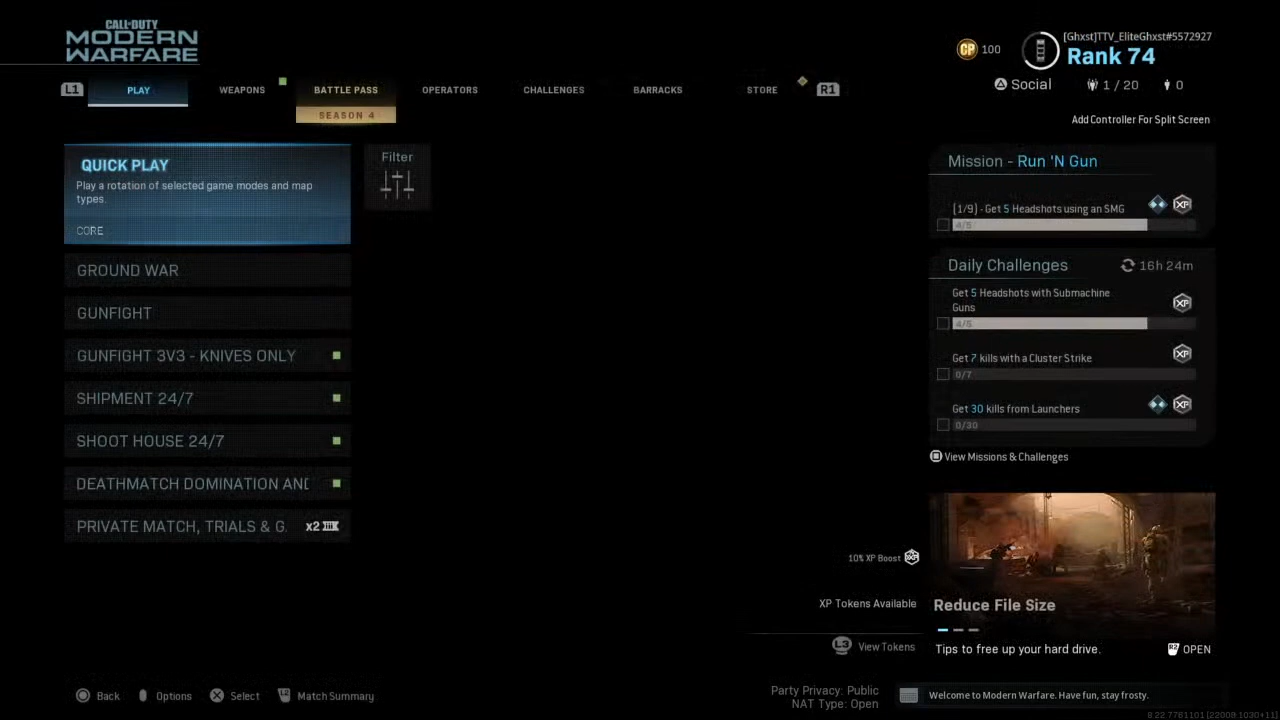 CALL OF DUTY
MODERN
WARFARE
CP 100
[Ghxst]TTV_EliteGhxst#5572927
Rank 74
Social 1 / 20 0
L1 PLAY WEAPONS BATTLE PASS OPERATORS CHALLENGES BARRACKS STORE R1
SEASON 4
Add Controller For Split Screen
QUICK PLAY
Play a rotation of selected game modes and map
types.
CORE
Filter
GROUND WAR
GUNFIGHT
GUNFIGHT 3V3 - KNIVES ONLY
SHIPMENT 24/7
SHOOT HOUSE 24/7
DEATHMATCH DOMINATION AND
PRIVATE MATCH, TRIALS & G. x2
Mission - Run 'N Gun
[1/9] - Get 5 Headshots using an SMG XP
4/5
Daily Challenges 16h 24m
Get 5 Headshots with Submachine
Guns XP
4/5
Get 7 kills with a Cluster Strike XP
0/7
Get 30 kills from Launchers XP
0/30
View Missions & Challenges
10% XP Boost
XP Tokens Available
L3 View Tokens
Reduce File Size
Tips to free up your hard drive. R2 OPEN
Back Options Select L2 Match Summary
Party Privacy: Public
NAT Type: Open
Welcome to Modern Warfare. Have fun, stay frosty.